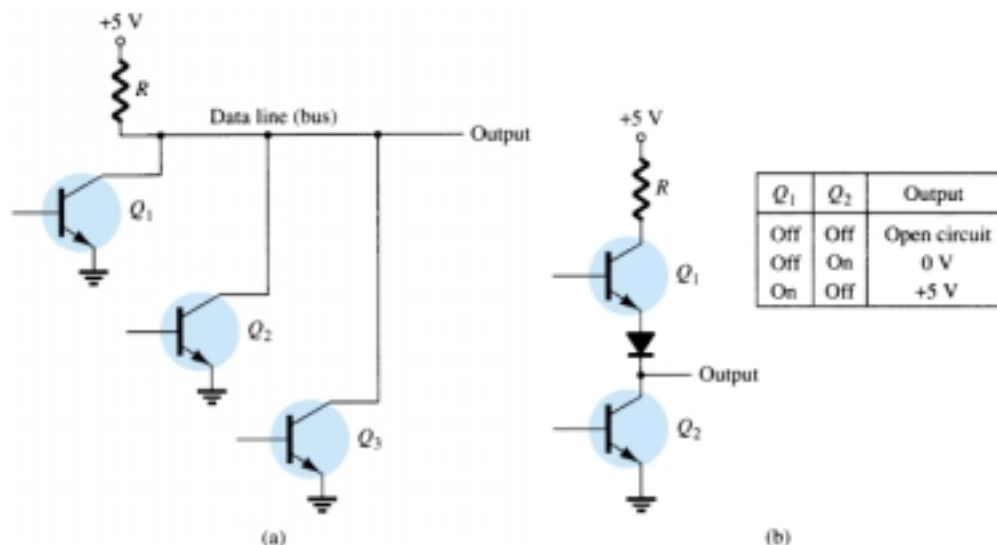 +5 V
R
Data line (bus)
Output
Q1
Q2
Q3
(a)
+5 V
R
Q1
Output
Q2
(b)
Q1 Q2 Output
Off Off Open circuit
Off On 0 V
On Off +5 V